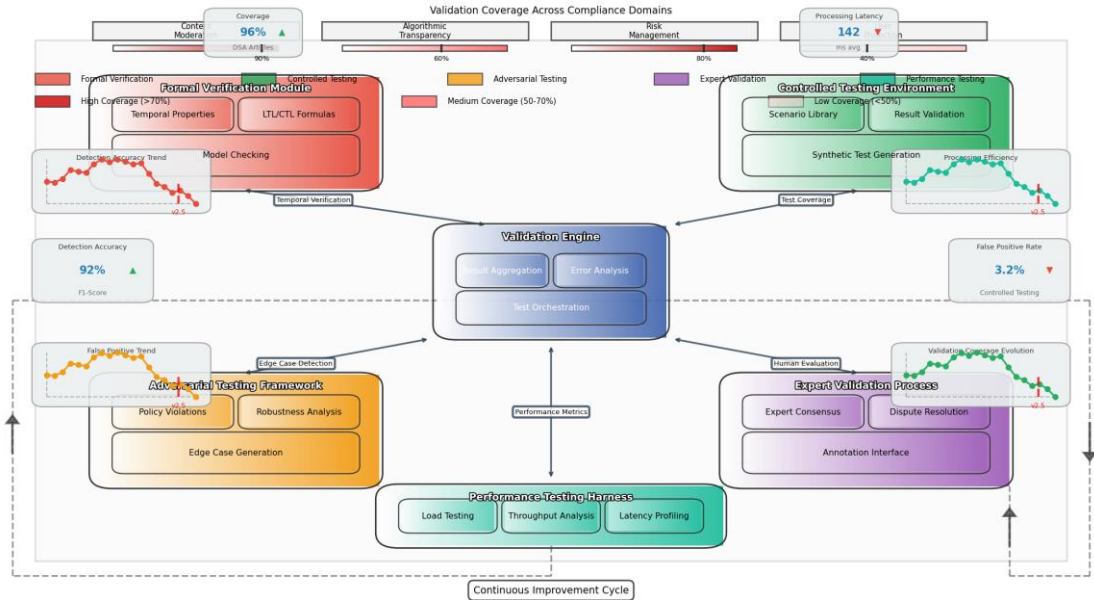 Validation Coverage Across Compliance Domains
Coverage
96% ▲
DSA Articles
Algorithmic
Transparency
Risk
Management
Processing Latency
142 ▼
ms avg.
90%
60%
80%
40%
Formal Verification
Controlled Testing
Adversarial Testing
Expert Validation
Performance Testing
High Coverage (>70%)
Medium Coverage (50-70%)
Low Coverage (<50%)
Formal Verification Module
Temporal Properties
LTL/CTL Formulas
Model Checking
Controlled Testing Environment
Scenario Library
Result Validation
Synthetic Test Generation
Detection Accuracy Trend
v2.5
Processing Efficiency
v2.5
Temporal Verification
Test Coverage
Validation Engine
Result Aggregation
Error Analysis
Test Orchestration
Detection Accuracy
92% ▲
F1-Score
False Positive Rate
3.2% ▼
Controlled Testing
False Positive Trend
v2.5
Validation Coverage Evolution
v2.5
Edge Case Detection
Human Evaluation
Adversarial Testing Framework
Policy Violations
Robustness Analysis
Edge Case Generation
Performance Metrics
Expert Validation Process
Expert Consensus
Dispute Resolution
Annotation Interface
Performance Testing Harness
Load Testing
Throughput Analysis
Latency Profiling
Continuous Improvement Cycle